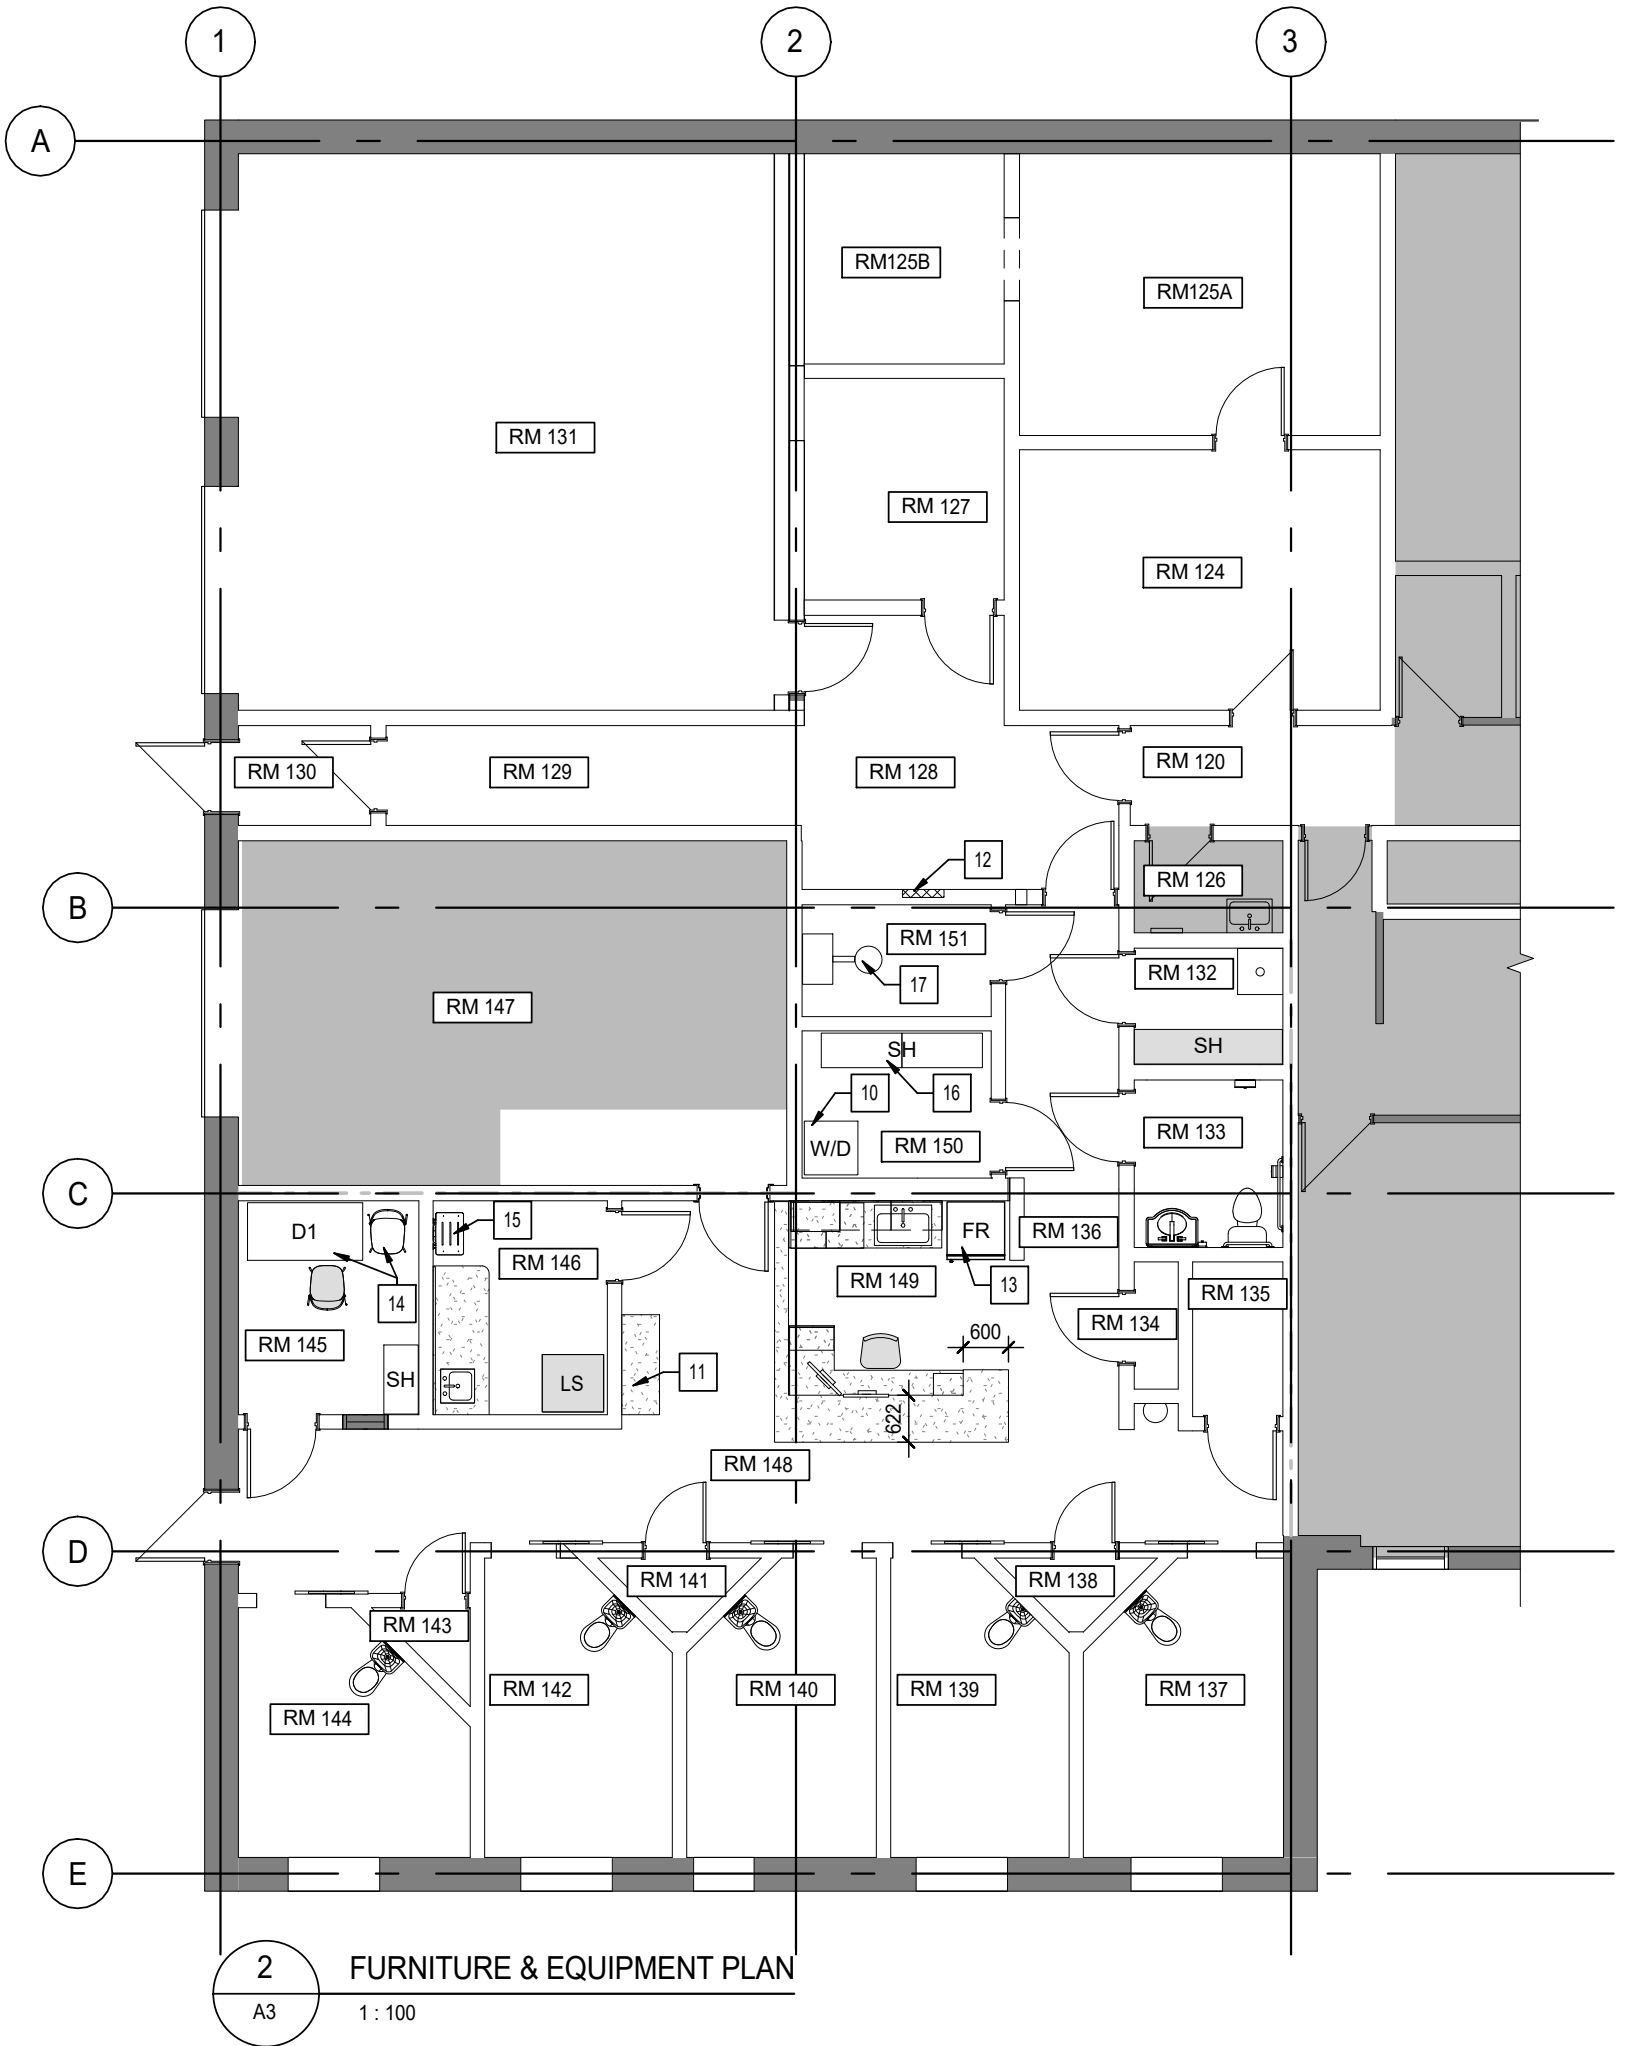 1
2
3
A
RM125B
RM125A
RM 131
RM 127
RM 124
RM 130
RM 129
RM 128
RM 120
12
RM 126
B
RM 151
RM 132
17
RM 147
SH
SH
10
16
W/D
RM 150
RM 133
C
D1
15
FR
RM 136
RM 146
RM 149
13
RM 135
14
RM 145
RM 134
600
SH
LS
11
622
RM 148
D
RM 141
RM 138
RM 143
RM 142
RM 140
RM 139
RM 137
RM 144
E
2
FURNITURE & EQUIPMENT PLAN
A3
1 : 100